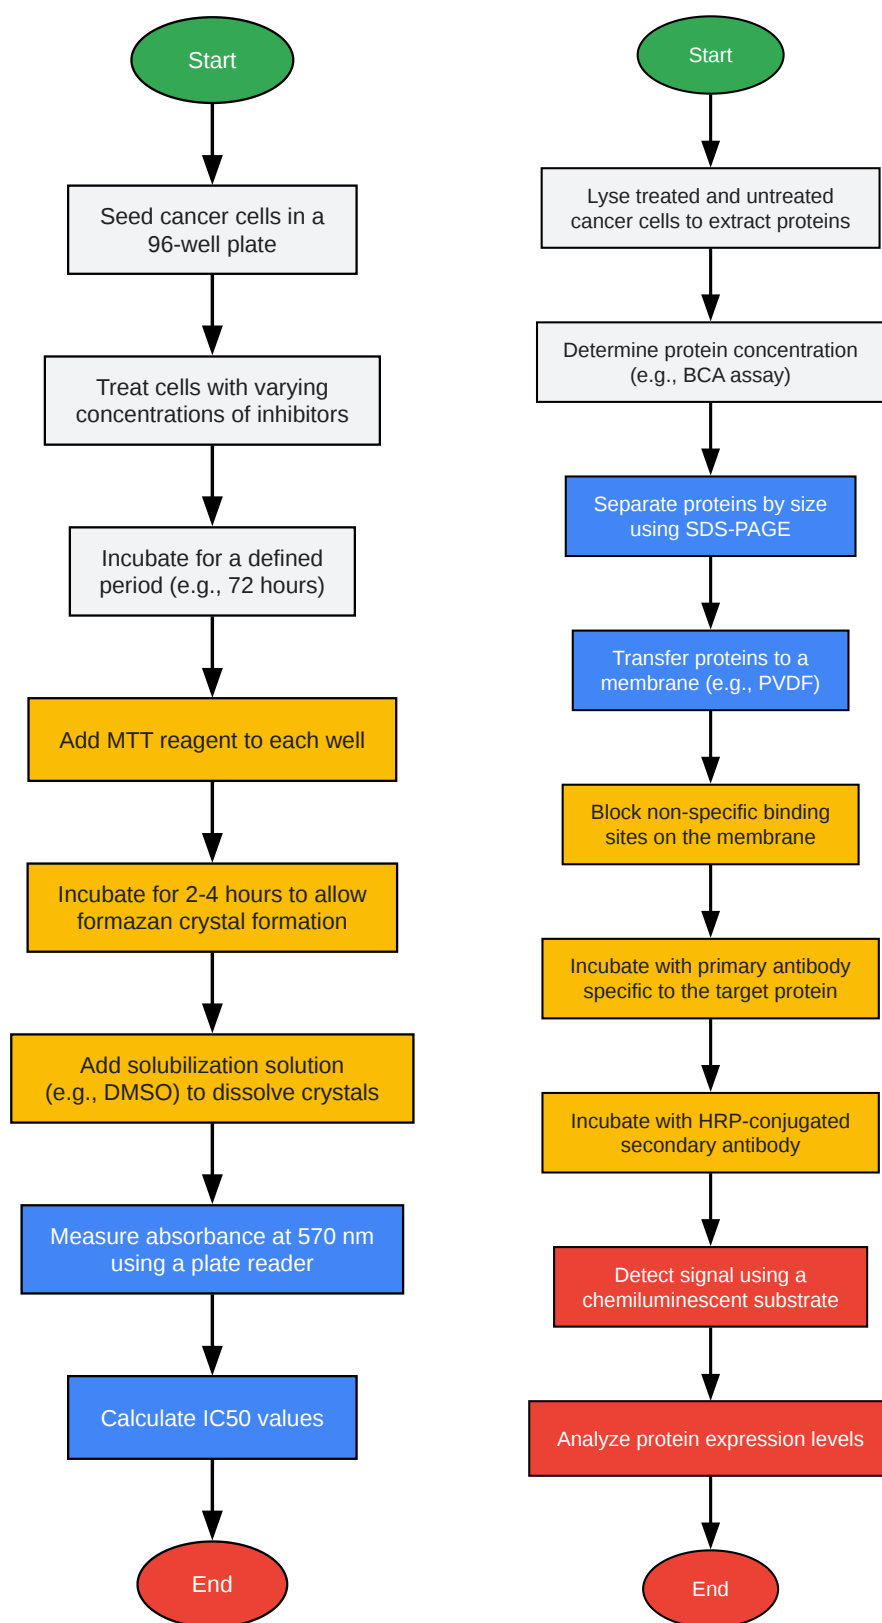 Start
Seed cancer cells in a
96-well plate
Treat cells with varying
concentrations of inhibitors
Incubate for a defined
period (e.g., 72 hours)
Add MTT reagent to each well
Incubate for 2-4 hours to allow
formazan crystal formation
Add solubilization solution
(e.g., DMSO) to dissolve crystals
Measure absorbance at 570 nm
using a plate reader
Calculate IC50 values
End
Start
Lyse treated and untreated
cancer cells to extract proteins
Determine protein concentration
(e.g., BCA assay)
Separate proteins by size
using SDS-PAGE
Transfer proteins to a
membrane (e.g., PVDF)
Block non-specific binding
sites on the membrane
Incubate with primary antibody
specific to the target protein
Incubate with HRP-conjugated
secondary antibody
Detect signal using a
chemiluminescent substrate
Analyze protein expression levels
End